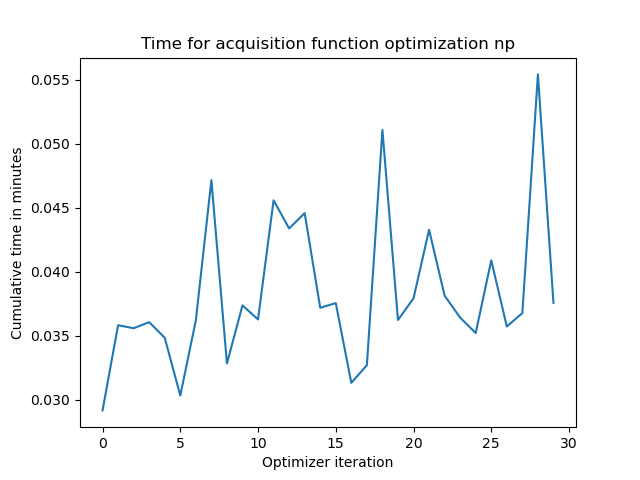 Time for acquisition function optimization np
Cumulative time in minutes
0.055
0.050
0.045
0.040
0.035
0.030
0 5 10 15 20 25 30
Optimizer iteration